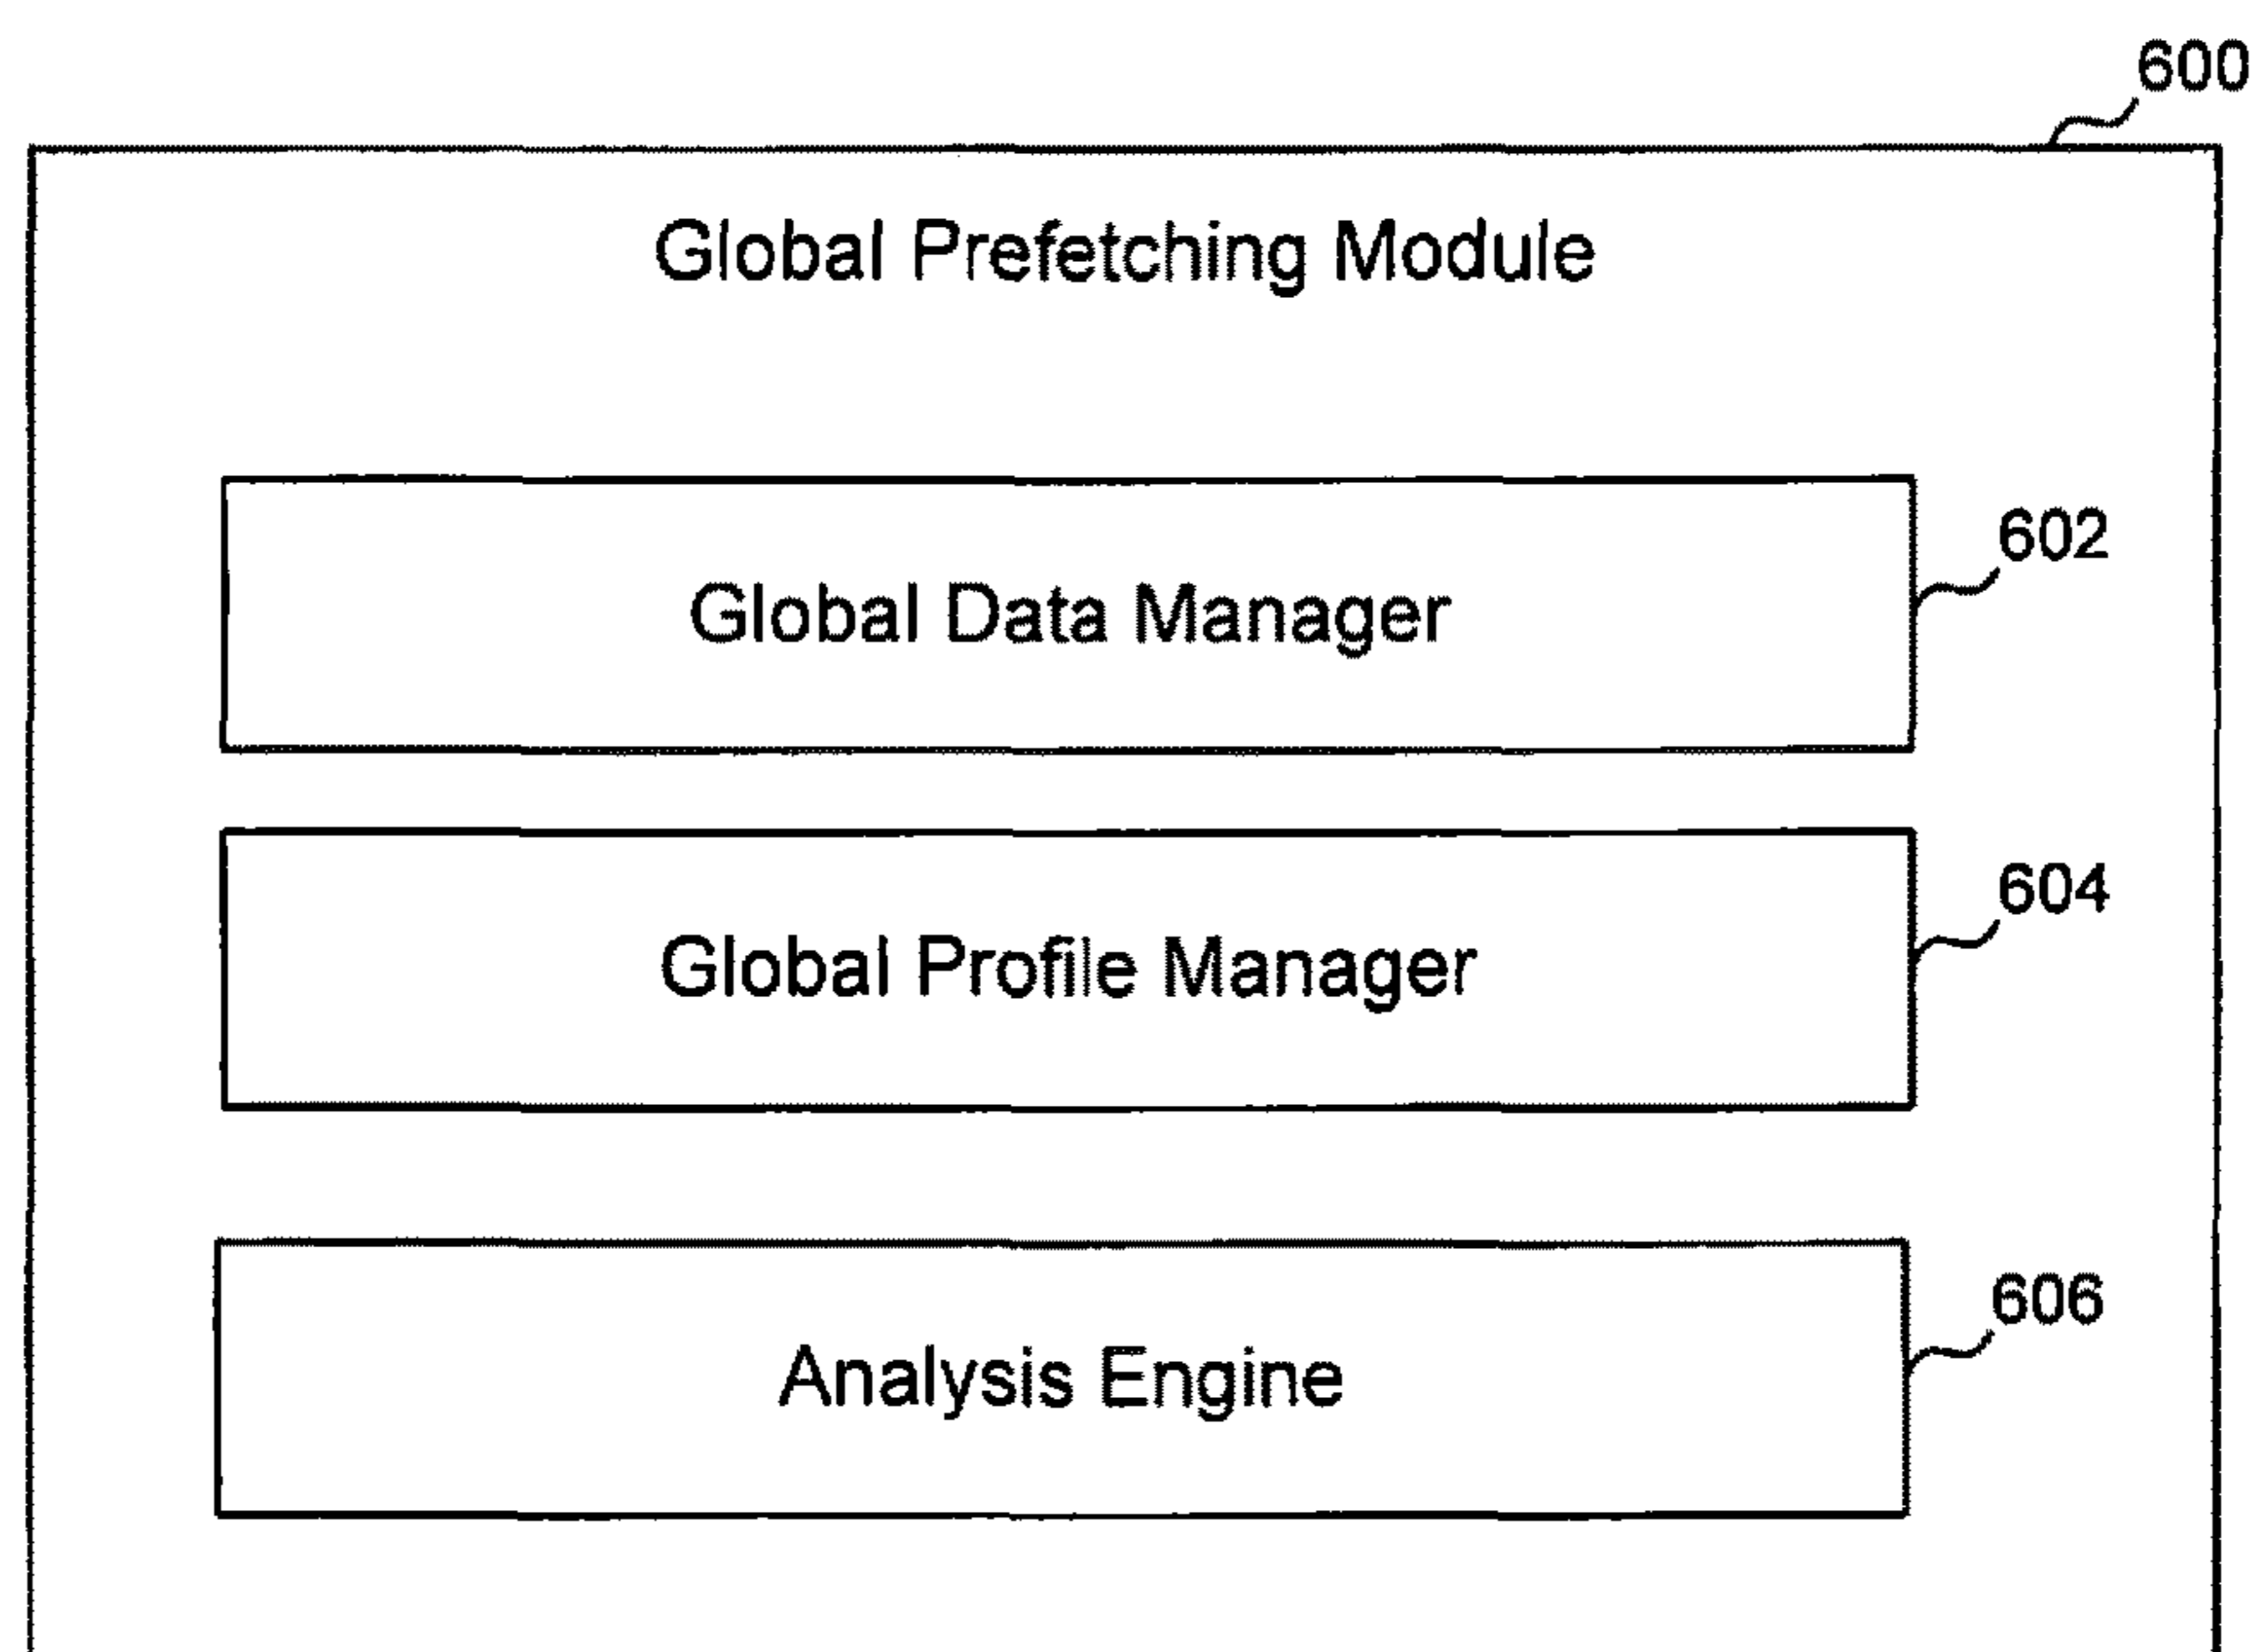 600
Global Prefetching Module
602
Global Data Manager
604
Global Profile Manager
606
Analysis Engine